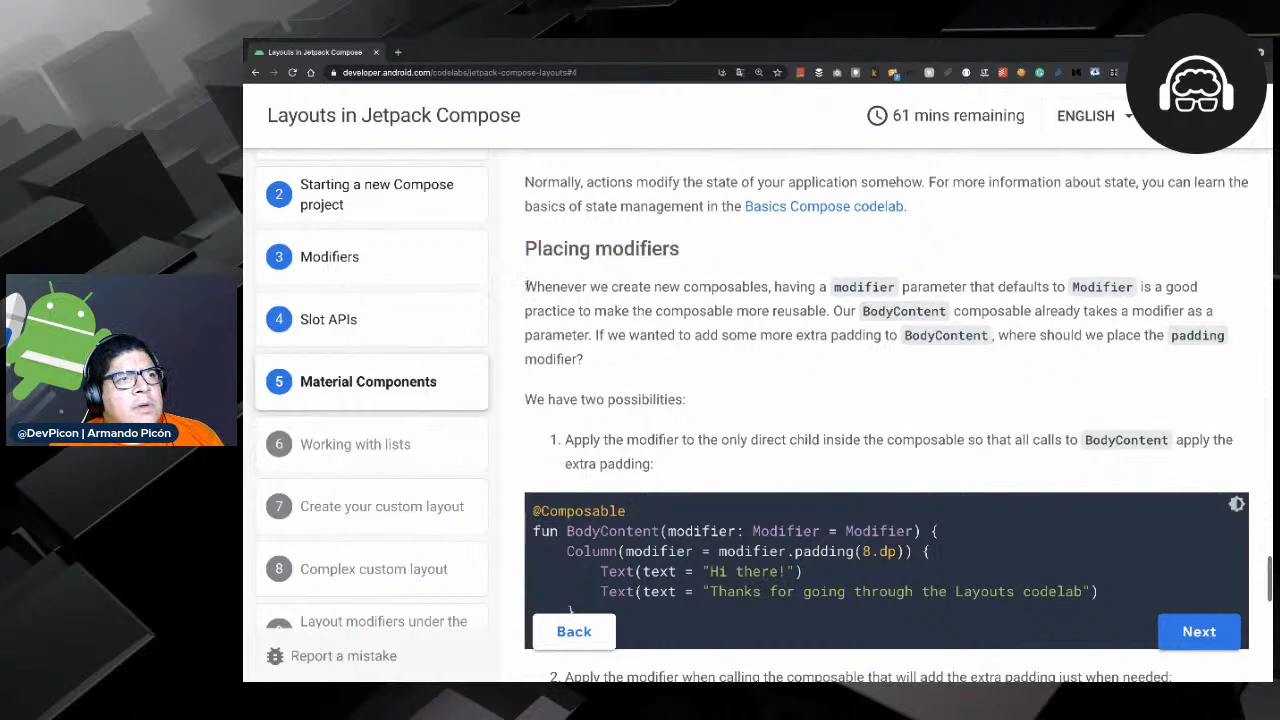 Layouts in Jetpack Compose
developer.android.com/codelabs/jetpack-compose-layouts#4
Layouts in Jetpack Compose
61 mins remaining
ENGLISH
2
Starting a new Compose
project
3
Modifiers
4
Slot APIs
5
Material Components
6
Working with lists
7
Create your custom layout
8
Complex custom layout
Layout modifiers under the
Report a mistake
Normally, actions modify the state of your application somehow. For more information about state, you can learn the
basics of state management in the Basics Compose codelab.
Placing modifiers
Whenever we create new composables, having a modifier parameter that defaults to Modifier is a good
practice to make the composable more reusable. Our BodyContent composable already takes a modifier as a
parameter. If we wanted to add some more extra padding to BodyContent, where should we place the padding
modifier?
We have two possibilities:
1. Apply the modifier to the only direct child inside the composable so that all calls to BodyContent apply the
extra padding:
@Composable
fun BodyContent(modifier: Modifier = Modifier) {
Column(modifier = modifier.padding(8.dp)) {
Text(text = "Hi there!")
Text(text = "Thanks for going through the Layouts codelab")
}
Back
Next
2. Apply the modifier when calling the composable that will add the extra padding just when needed:
@DevPicon | Armando Picón